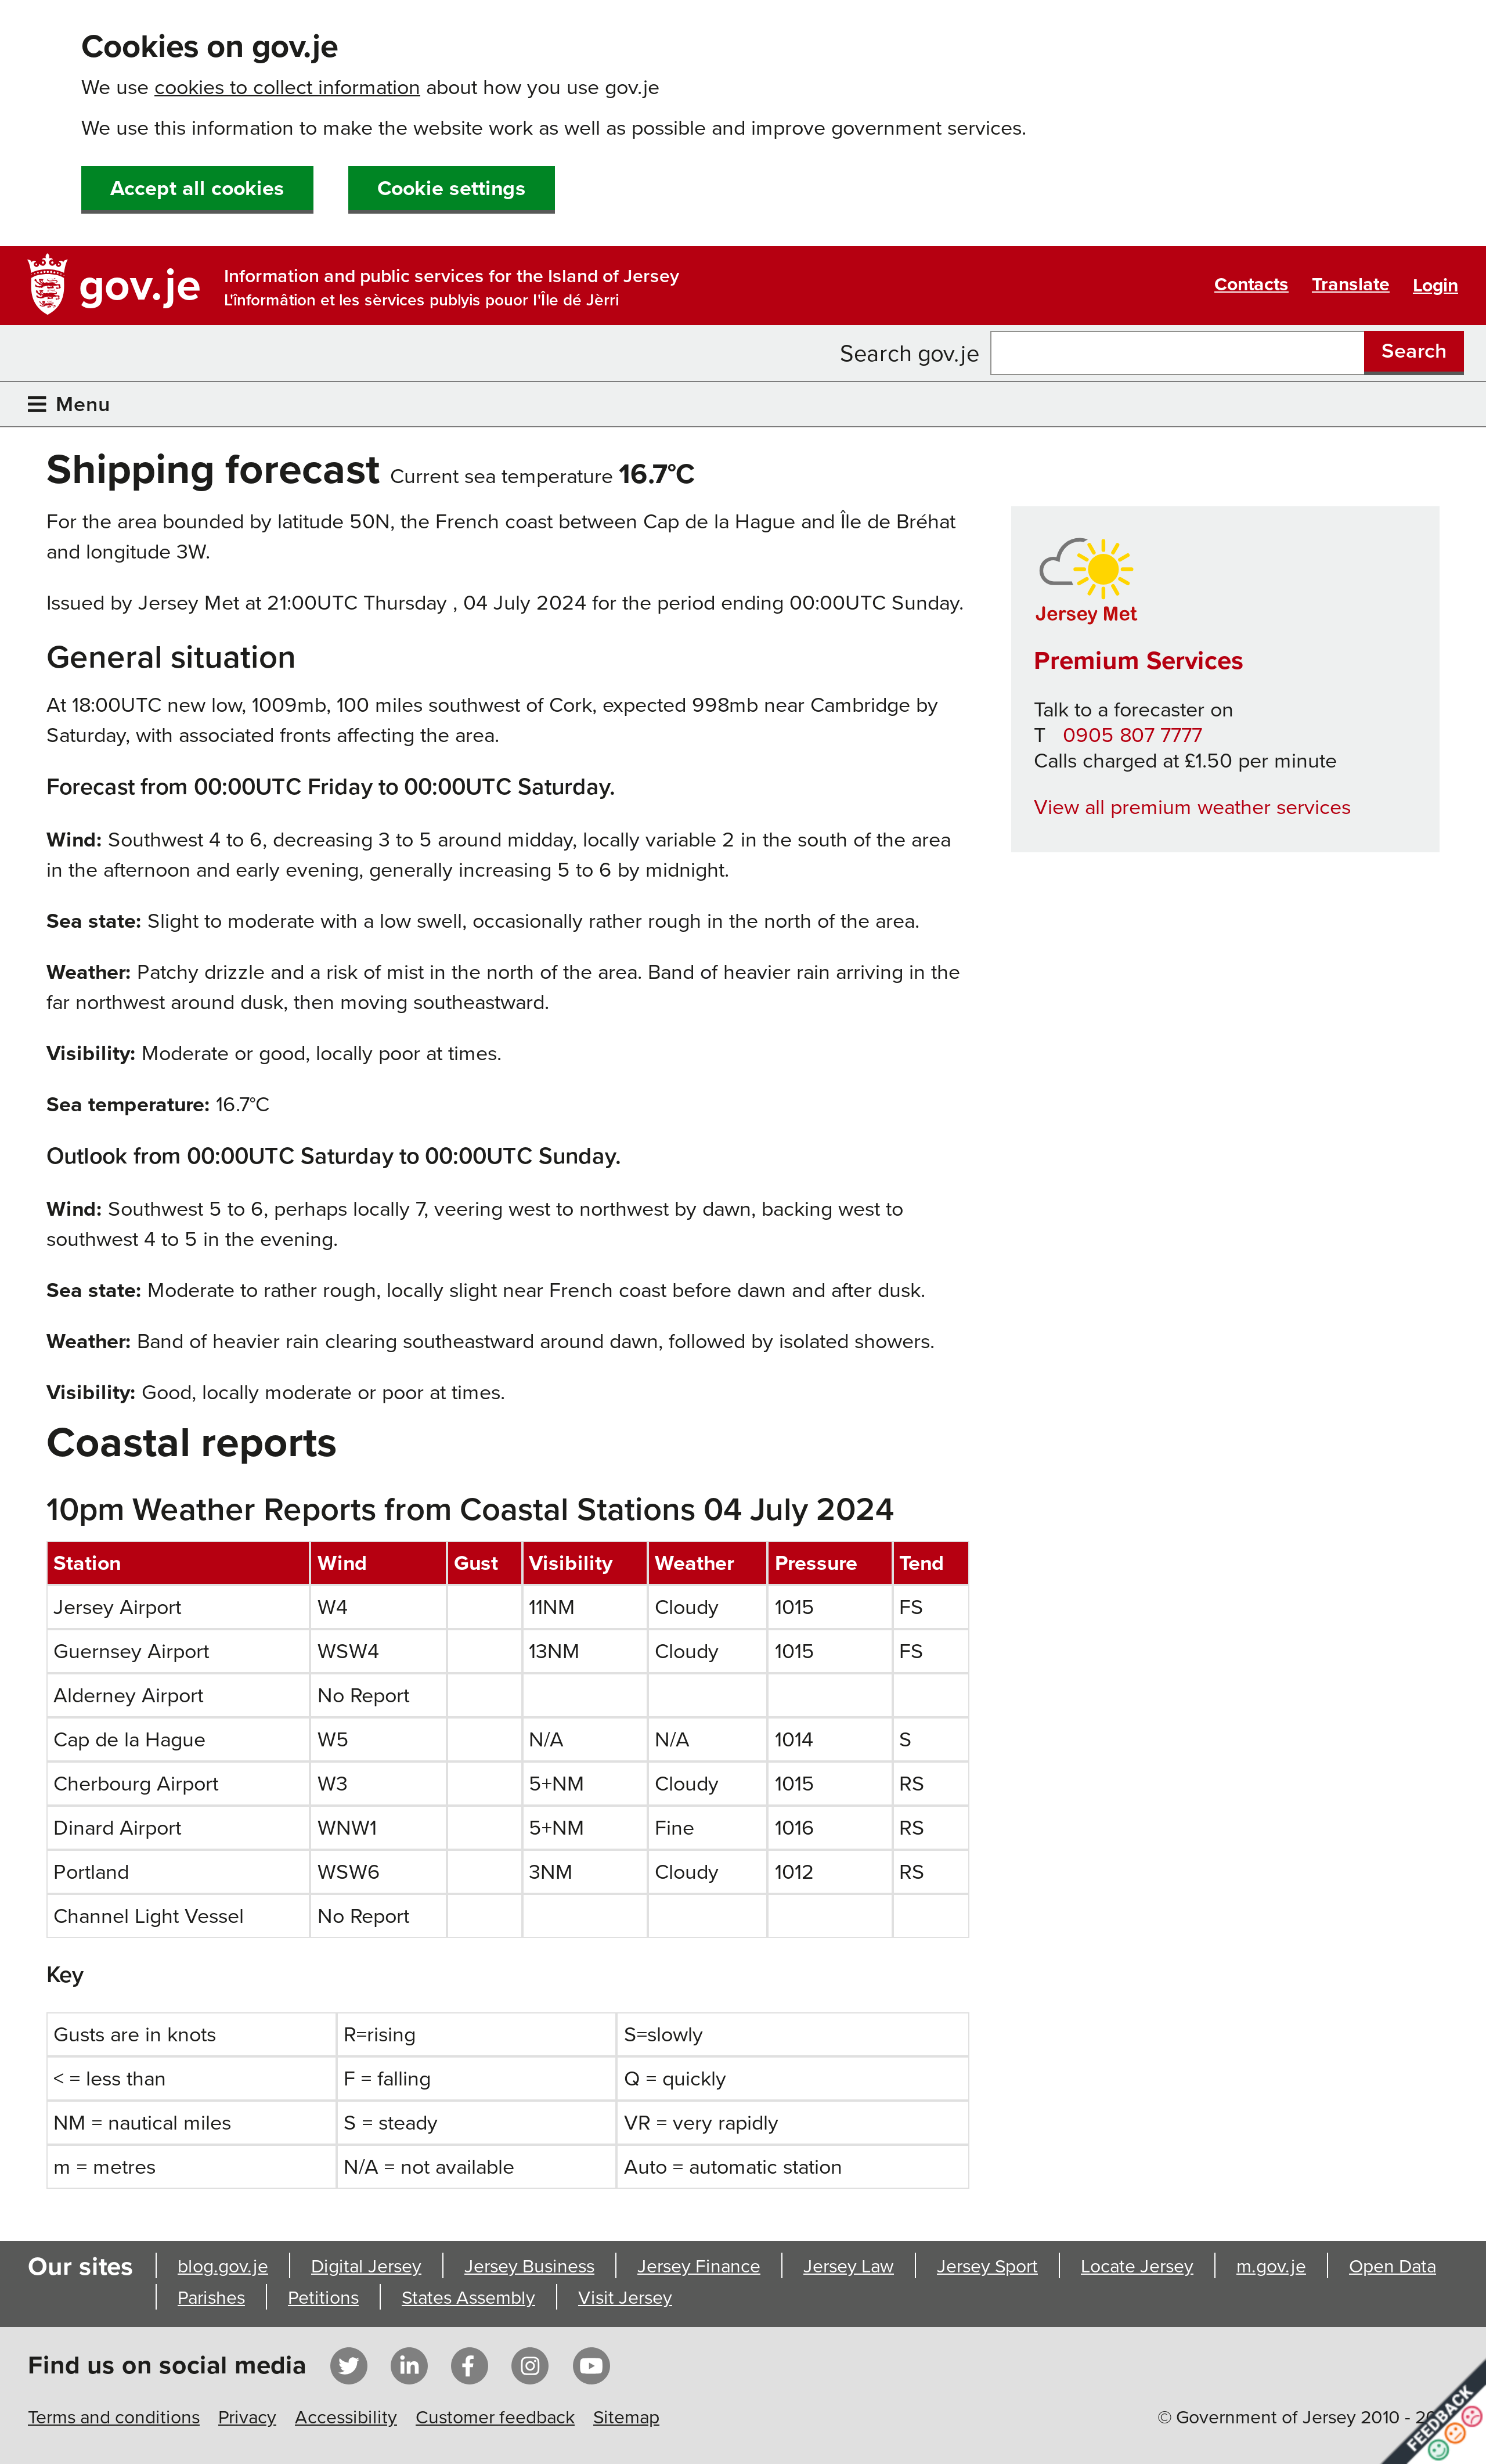 Cookies on gov.je
We use cookies to collect information about how you use gov.je
We use this information to make the website work as well as possible and improve government services.
Accept all cookies Cookie settings
gov.je
Information and public services for the Island of Jersey
L'înformâtion et les sèrvices publyis pouor I'Île dé Jèrri
Contacts Translate Login
Search gov.je Search
Menu
Shipping forecast Current sea temperature 16.7°C
For the area bounded by latitude 50N, the French coast between Cap de la Hague and Île de Bréhat
and longitude 3W.
Issued by Jersey Met at 21:00UTC Thursday , 04 July 2024 for the period ending 00:00UTC Sunday.
General situation
At 18:00UTC new low, 1009mb, 100 miles southwest of Cork, expected 998mb near Cambridge by
Saturday, with associated fronts affecting the area.
Forecast from 00:00UTC Friday to 00:00UTC Saturday.
Wind: Southwest 4 to 6, decreasing 3 to 5 around midday, locally variable 2 in the south of the area
in the afternoon and early evening, generally increasing 5 to 6 by midnight.
Sea state: Slight to moderate with a low swell, occasionally rather rough in the north of the area.
Weather: Patchy drizzle and a risk of mist in the north of the area. Band of heavier rain arriving in the
far northwest around dusk, then moving southeastward.
Visibility: Moderate or good, locally poor at times.
Sea temperature: 16.7°C
Outlook from 00:00UTC Saturday to 00:00UTC Sunday.
Wind: Southwest 5 to 6, perhaps locally 7, veering west to northwest by dawn, backing west to
southwest 4 to 5 in the evening.
Sea state: Moderate to rather rough, locally slight near French coast before dawn and after dusk.
Weather: Band of heavier rain clearing southeastward around dawn, followed by isolated showers.
Visibility: Good, locally moderate or poor at times.
Jersey Met
Premium Services
Talk to a forecaster on
T 0905 807 7777
Calls charged at £1.50 per minute
View all premium weather services
Coastal reports
10pm Weather Reports from Coastal Stations 04 July 2024
Station Wind Gust Visibility Weather Pressure Tend
Jersey Airport W4 11NM Cloudy 1015 FS
Guernsey Airport WSW4 13NM Cloudy 1015 FS
Alderney Airport No Report
Cap de la Hague W5 N/A N/A 1014 S
Cherbourg Airport W3 5+NM Cloudy 1015 RS
Dinard Airport WNW1 5+NM Fine 1016 RS
Portland WSW6 3NM Cloudy 1012 RS
Channel Light Vessel No Report
Key
Gusts are in knots R=rising S=slowly
< = less than F = falling Q = quickly
NM = nautical miles S = steady VR = very rapidly
m = metres N/A = not available Auto = automatic station
Our sites blog.gov.je Digital Jersey Jersey Business Jersey Finance Jersey Law Jersey Sport Locate Jersey m.gov.je Open Data
Parishes Petitions States Assembly Visit Jersey
Find us on social media
Terms and conditions Privacy Accessibility Customer feedback Sitemap
© Government of Jersey 2010 -
FEEDBACK